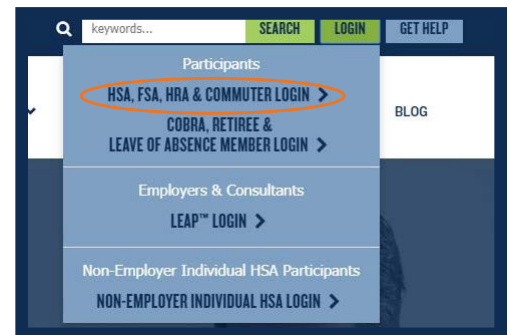 keywords... SEARCH LOGIN GET HELP
Participants
HSA, FSA, HRA & COMMUTER LOGIN
COBRA, RETIREE &
LEAVE OF ABSENCE MEMBER LOGIN
BLOG
Employers & Consultants
LEAP™ LOGIN
Non-Employer Individual HSA Participants
NON-EMPLOYER INDIVIDUAL HSA LOGIN